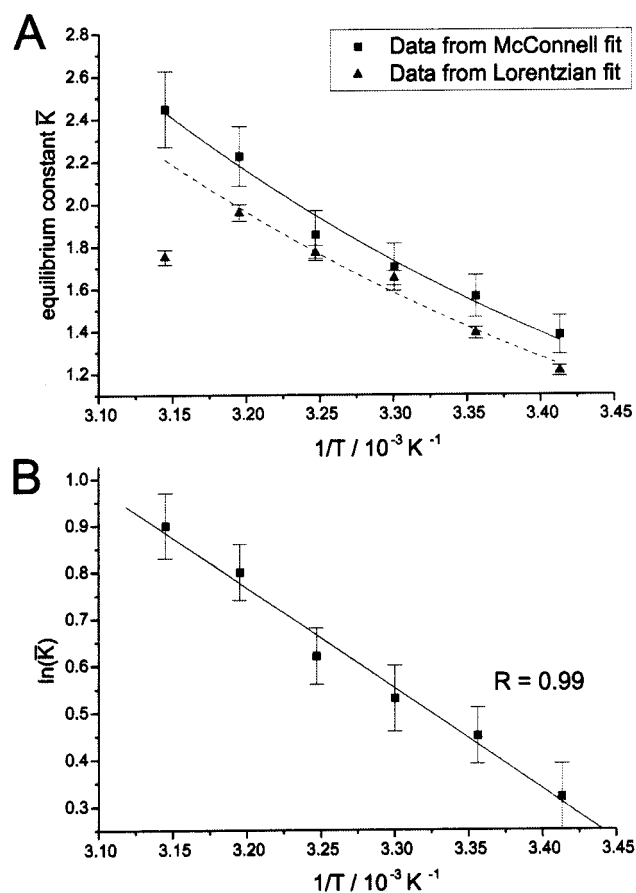 A
Data from McConnell fit
Data from Lorentzian fit
equilibrium constant K̅
2.8
2.6
2.4
2.2
2.0
1.8
1.6
1.4
1.2
3.10 3.15 3.20 3.25 3.30 3.35 3.40 3.45
1/T / 10⁻³ K⁻¹
B
ln(K̅)
1.0
0.9
0.8
0.7
0.6
0.5
0.4
0.3
R = 0.99
3.10 3.15 3.20 3.25 3.30 3.35 3.40 3.45
1/T / 10⁻³ K⁻¹